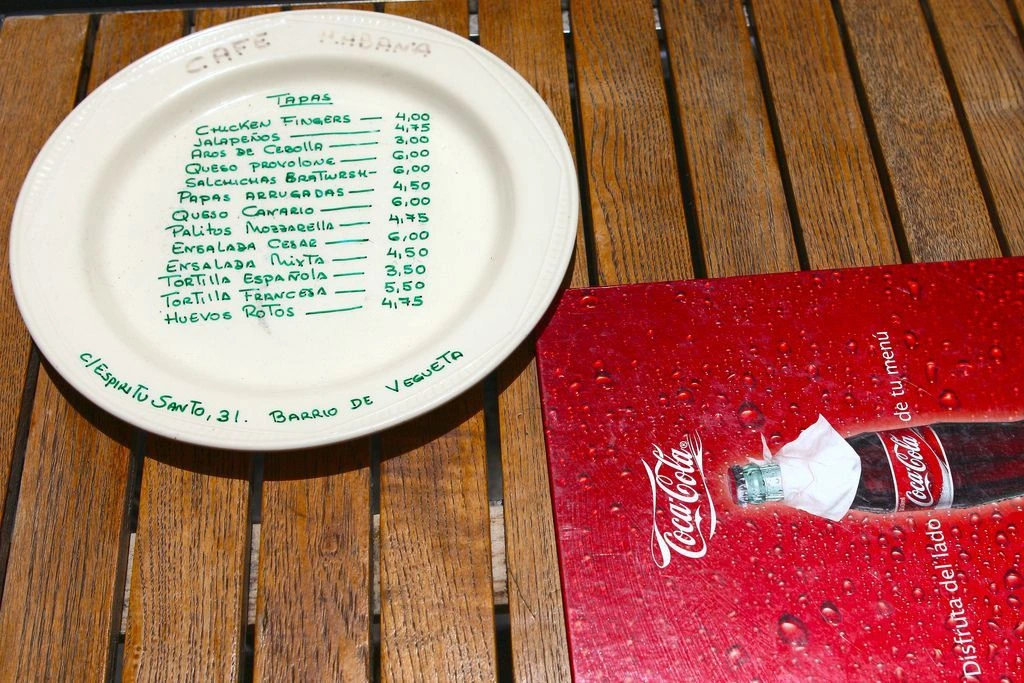 CAFE HABANA
TAPAS
CHICKEN FINGERS — 4,00
JALAPEÑOS — 4,75
AROS DE CEBOLLA — 3,00
QUESO PROVOLONE — 6,00
SALCHICHAS BRATWRSH- 6,00
PAPAS ARRUGADAS — 4,50
QUESO CANARIO — 6,00
PALITOS MOZZARELLA — 4,75
ENSALADA CESAR — 6,00
ENSALADA MIXTA — 4,50
TORTILLA ESPAÑOLA — 3,50
TORTILLA FRANCESA — 5,50
HUEVOS ROTOS — 4,75
C/ESPIRITU SANTO, 31. BARRIO DE VEGUETA
Coca-Cola®
Coca-Cola
Disfruta del lado de tu menú